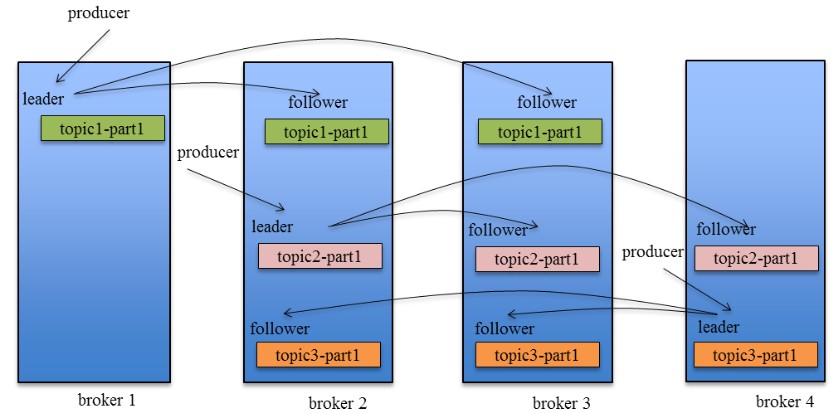 producer
leader
follower
follower
topic1-part1
topic1-part1
topic1-part1
producer
leader
follower
follower
topic2-part1
topic2-part1
topic2-part1
producer
follower
follower
leader
topic3-part1
topic3-part1
topic3-part1
broker 1
broker 2
broker 3
broker 4